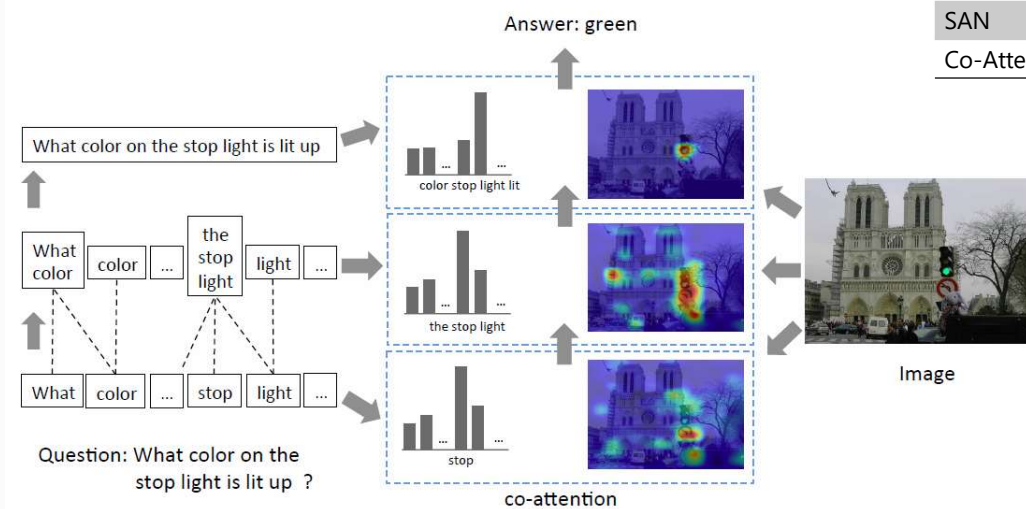 SAN
Co-Atte
Answer: green
What color on the stop light is lit up
... ...
color stop light lit
What
color
color
...
the
stop
light
light
...
... ...
the stop light
What
color
...
stop
light
...
... ...
stop
Image
Question: What color on the
stop light is lit up ?
co-attention